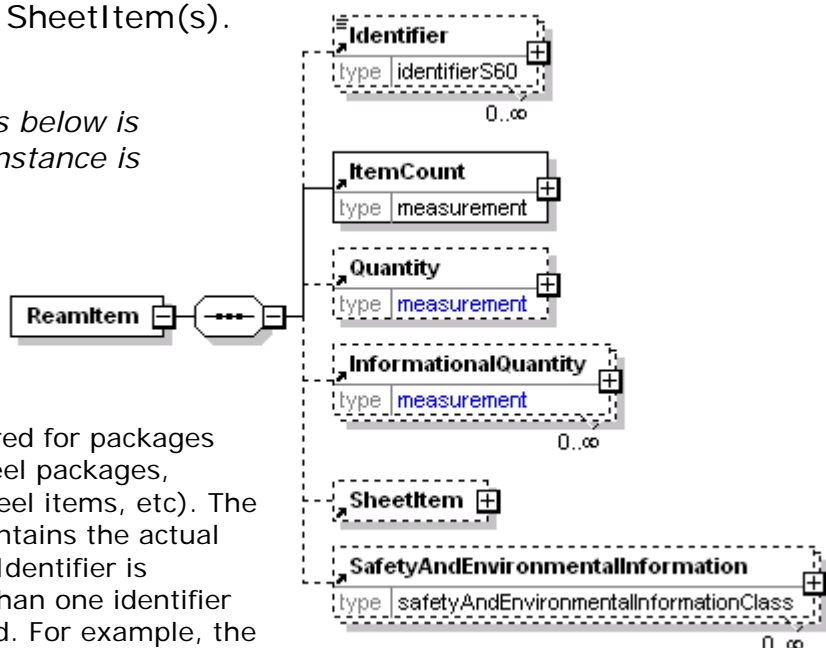 SheetItem(s).
s below is
nstance is
red for packages
eel packages,
eel items, etc). The
ntains the actual
Identifier is
than one identifier
d. For example, the
ReamItem
Identifier
type identifierS60
0..∞
ItemCount
type measurement
Quantity
type measurement
InformationalQuantity
type measurement
0..∞
SheetItem
SafetyAndEnvironmentalInformation
type safetyAndEnvironmentalInformationClass
0..∞